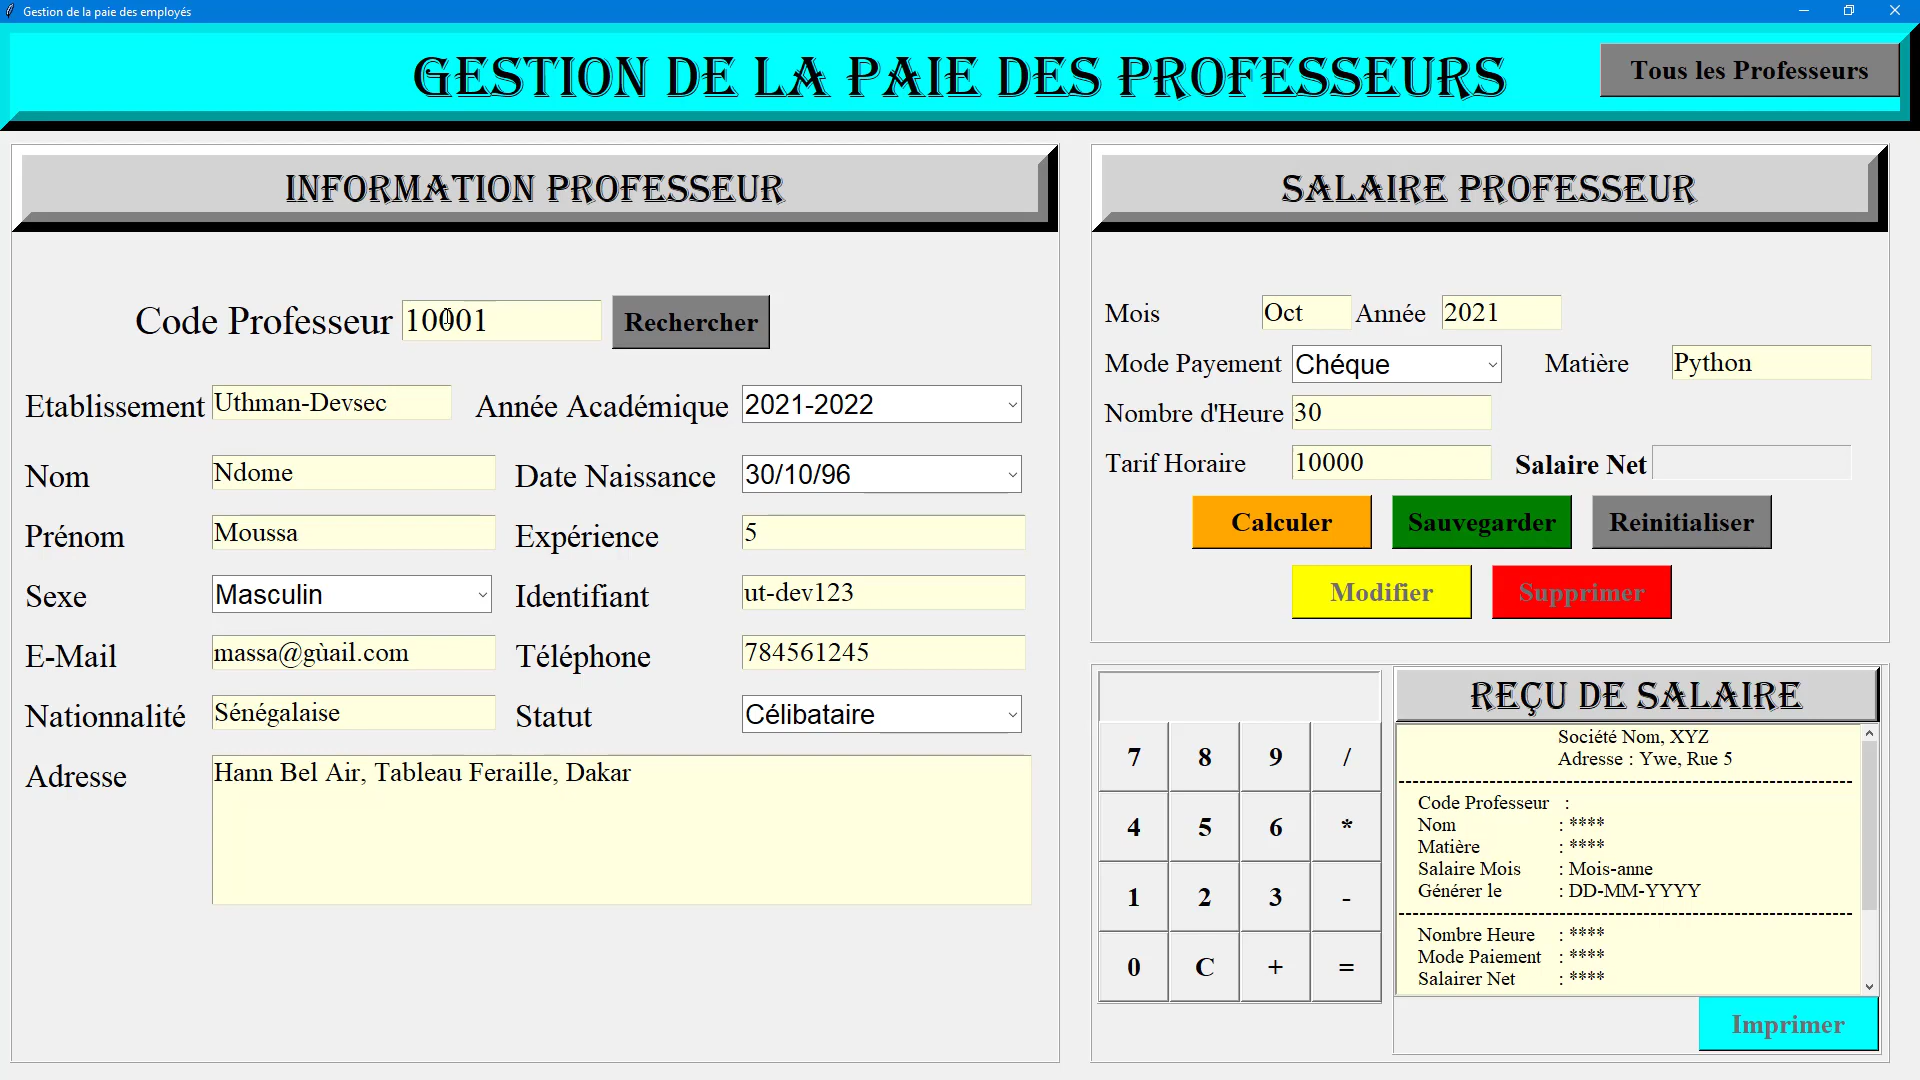 Gestion de la paie des employés
GESTION DE LA PAIE DES PROFESSEURS
Tous les Professeurs
INFORMATION PROFESSEUR
Code Professeur 10001 Rechercher
Etablissement Uthman-Devsec Année Académique 2021-2022
Nom Ndome Date Naissance 30/10/96
Prénom Moussa Expérience 5
Sexe Masculin Identifiant ut-dev123
E-Mail massa@gùail.com Téléphone 784561245
Nationnalité Sénégalaise Statut Célibataire
Adresse Hann Bel Air, Tableau Feraille, Dakar
SALAIRE PROFESSEUR
Mois Oct Année 2021
Mode Payement Chéque Matière Python
Nombre d'Heure 30
Tarif Horaire 10000 Salaire Net
Calculer Sauvegarder Reinitialiser
Modifier Supprimer
7 8 9 /
4 5 6 *
1 2 3 -
0 C + =
REÇU DE SALAIRE
Société Nom, XYZ
Adresse : Ywe, Rue 5
Code Professeur :
Nom : ****
Matière : ****
Salaire Mois : Mois-anne
Générer le : DD-MM-YYYY
Nombre Heure : ****
Mode Paiement : ****
Salairer Net : ****
Imprimer